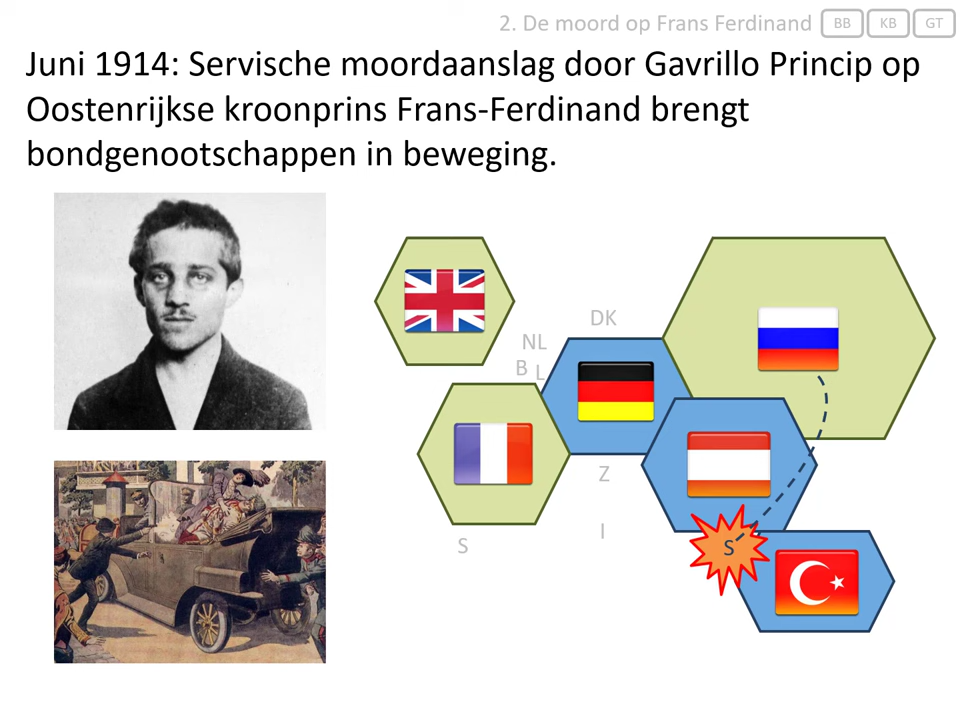 2. De moord op Frans Ferdinand BB KB GT
Juni 1914: Servische moordaanslag door Gavrillo Princip op
Oostenrijkse kroonprins Frans-Ferdinand brengt
bondgenootschappen in beweging.
DK
NL
B L
Z
I
S
S